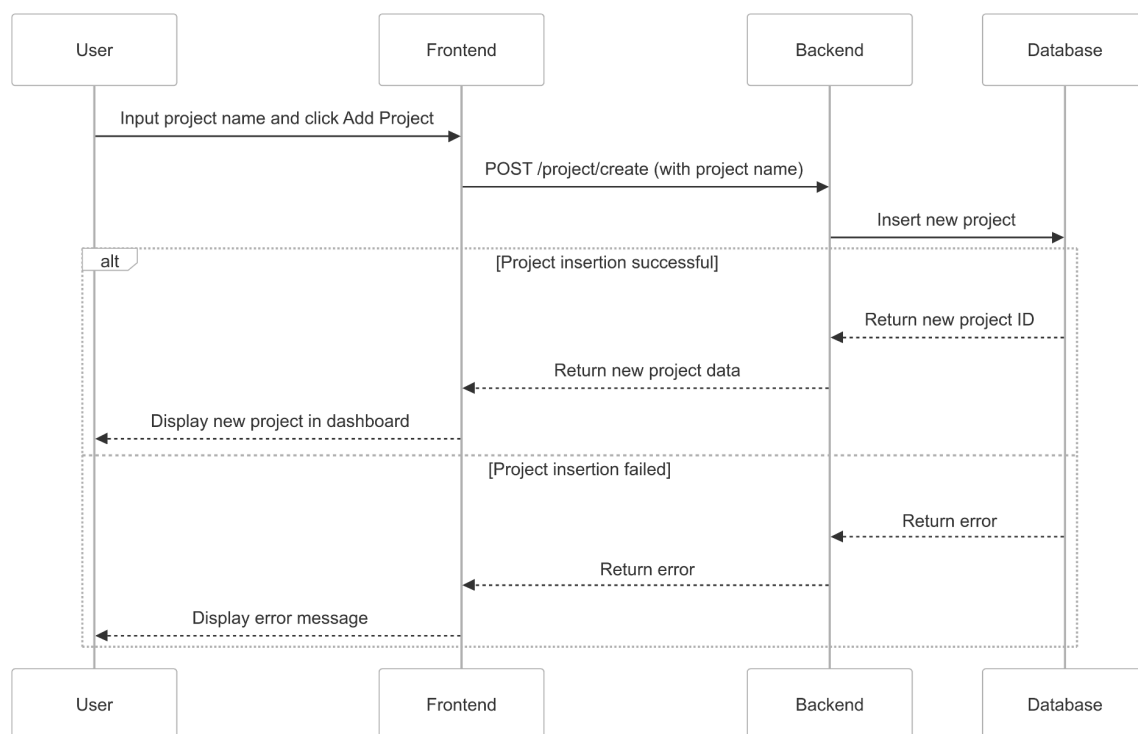 User
Frontend
Backend
Database
Input project name and click Add Project
POST /project/create (with project name)
Insert new project
alt
[Project insertion successful]
Return new project ID
Return new project data
Display new project in dashboard
[Project insertion failed]
Return error
Return error
Display error message
User
Frontend
Backend
Database